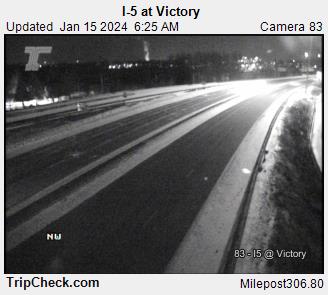 I-5 at Victory
Updated  Jan 15 2024  6:25 AM
Camera 83
T
NW
83 - I5 @ Victory
TripCheck.com
Milepost306.80